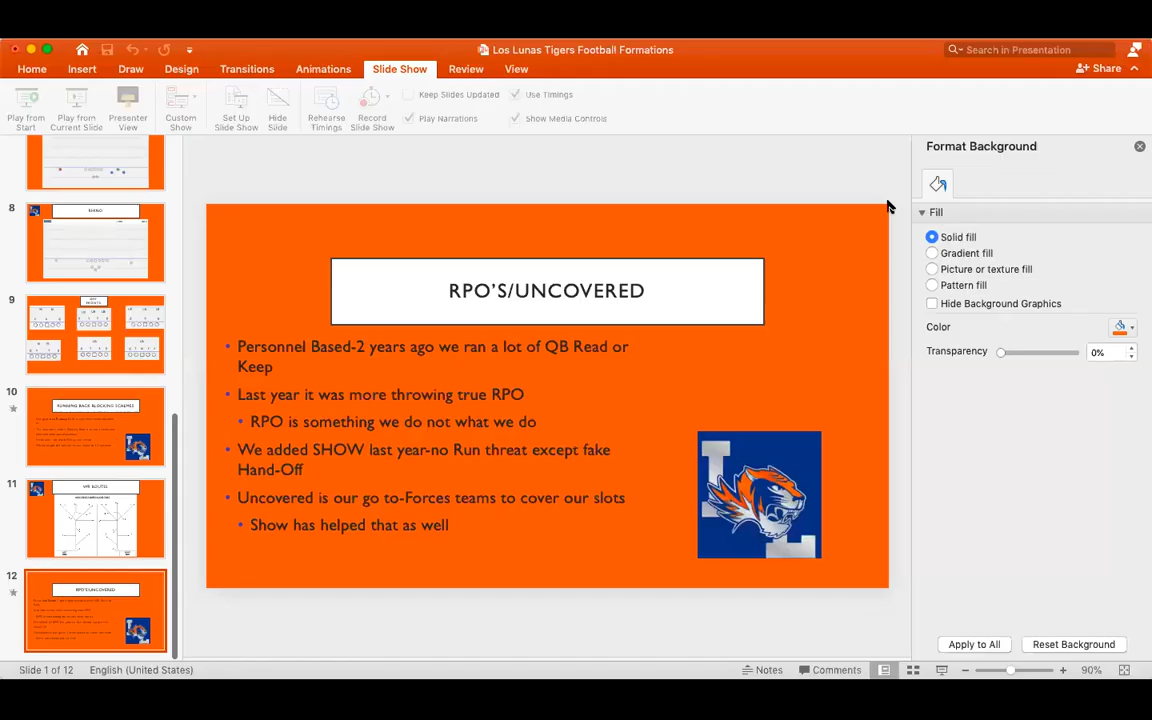 Los Lunas Tigers Football Formations
Search in Presentation
Home Insert Draw Design Transitions Animations Slide Show Review View
Share
Play from Start
Play from Current Slide
Presenter View
Custom Show
Set Up Slide Show
Hide Slide
Rehearse Timings
Record Slide Show
Keep Slides Updated
Use Timings
Play Narrations
Show Media Controls
8
9
10
RUNNING BACK BLOCKING SCHEMES
11
WR ROUTES
12
RPO'S/UNCOVERED
RPO'S/UNCOVERED
• Personnel Based-2 years ago we ran a lot of QB Read or
Keep
• Last year it was more throwing true RPO
• RPO is something we do not what we do
• We added SHOW last year-no Run threat except fake
Hand-Off
• Uncovered is our go to-Forces teams to cover our slots
• Show has helped that as well
LL
Format Background
Fill
Solid fill
Gradient fill
Picture or texture fill
Pattern fill
Hide Background Graphics
Color
Transparency 0%
Apply to All Reset Background
Slide 1 of 12 English (United States) Notes Comments 90%